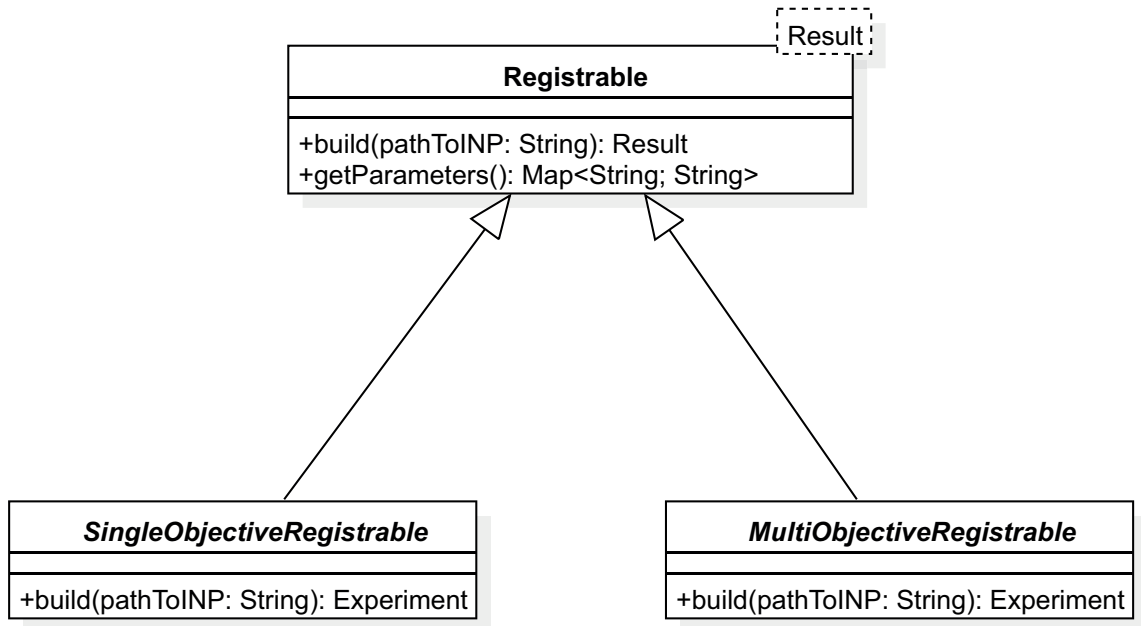 Result
Registrable
+build(pathToINP: String): Result
+getParameters(): Map<String; String>
SingleObjectiveRegistrable
+build(pathToINP: String): Experiment
MultiObjectiveRegistrable
+build(pathToINP: String): Experiment